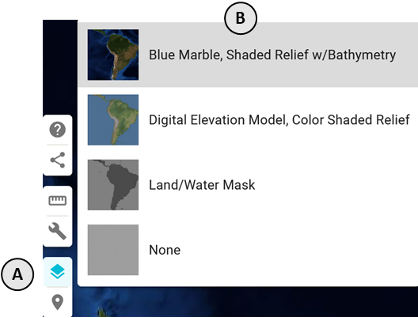 B
Blue Marble, Shaded Relief w/Bathymetry
Digital Elevation Model, Color Shaded Relief
Land/Water Mask
A
None